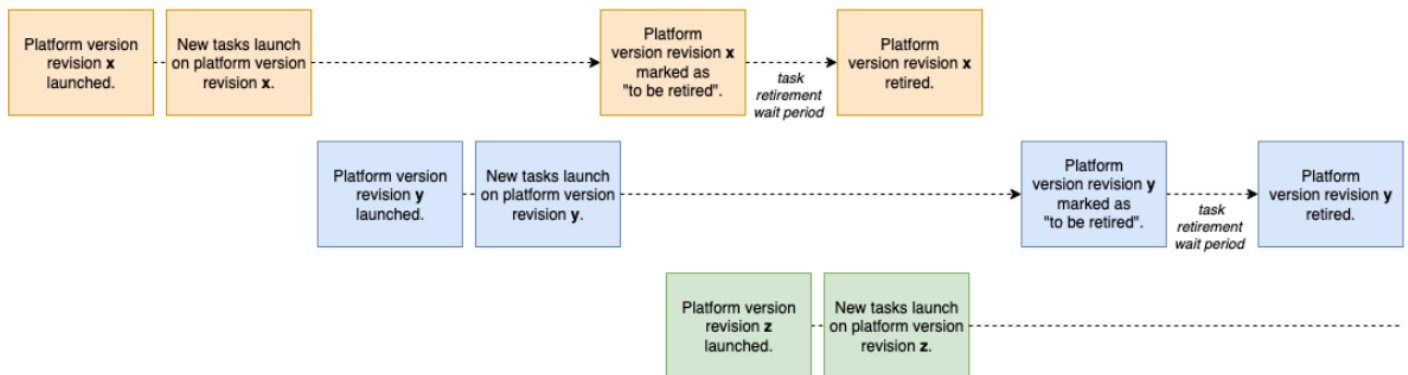 Platform version
revision x
launched.
New tasks launch
on platform version
revision x.
Platform
version revision x
marked as
"to be retired".
task
retirement
wait period
Platform
version revision x
retired.
Platform version
revision y
launched.
New tasks launch
on platform version
revision y.
Platform
version revision y
marked as
"to be retired".
task
retirement
wait period
Platform
version revision y
retired.
Platform version
revision z
launched.
New tasks launch
on platform version
revision z.